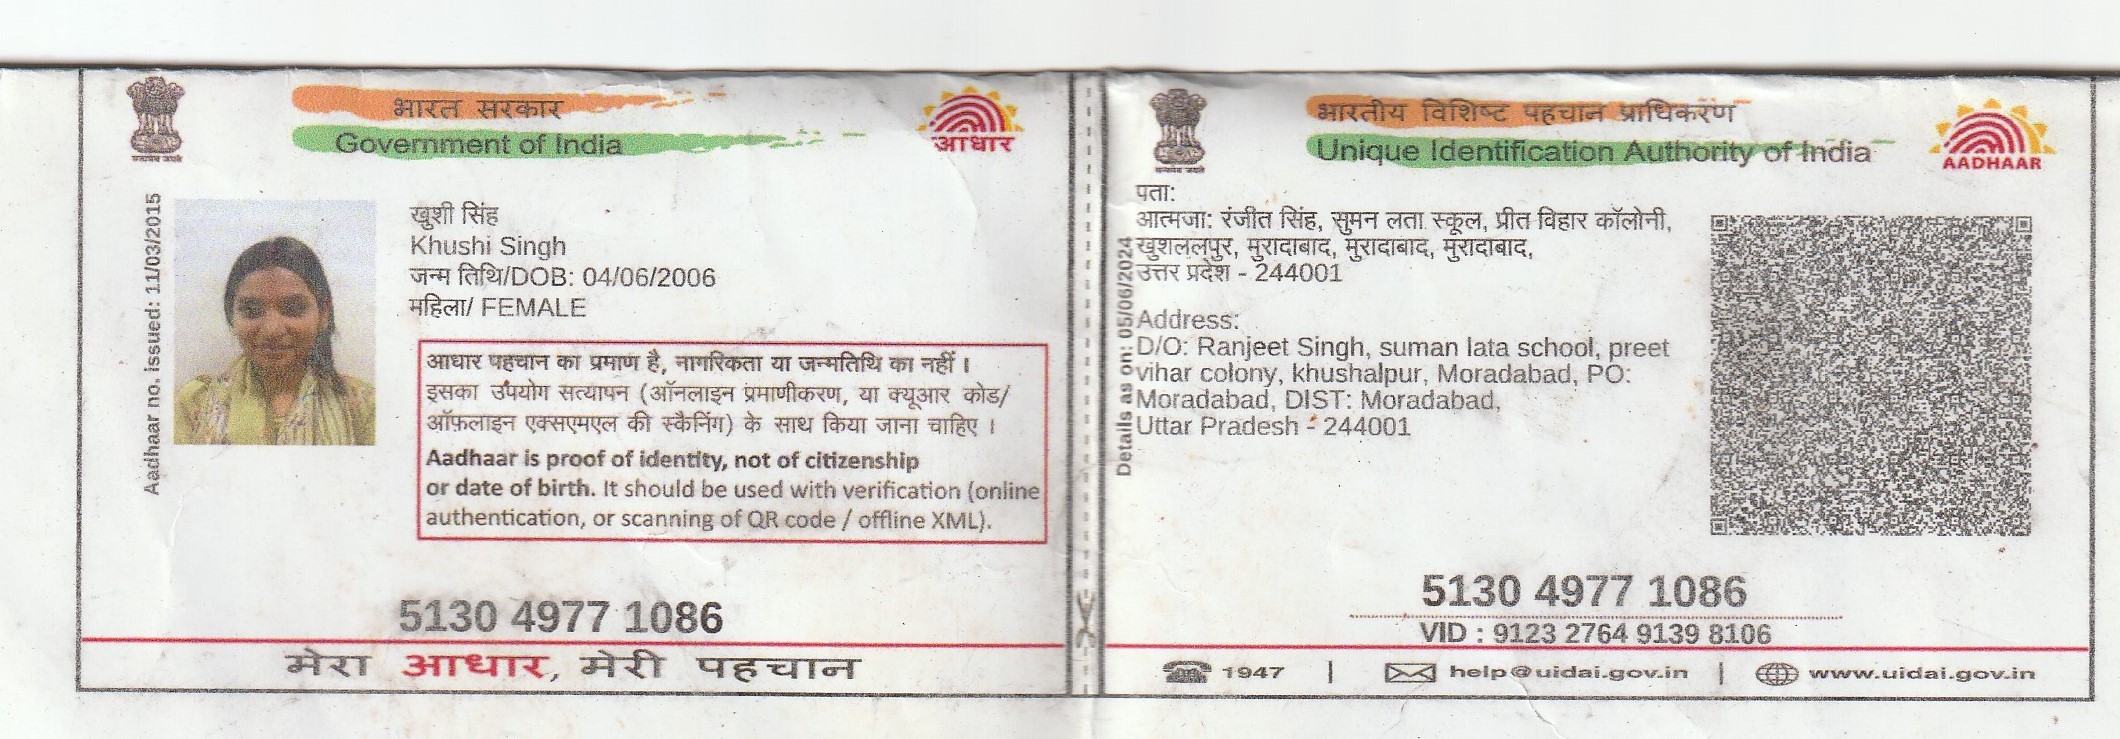 भारत सरकार
Government of India
आधार
Aadhaar no. issued: 11/03/2015
खुशी सिंह
Khushi Singh
जन्म तिथि/DOB: 04/06/2006
महिला/ FEMALE
आधार पहचान का प्रमाण है, नागरिकता या जन्मतिथि का नहीं ।
इसका उपयोग सत्यापन (ऑनलाइन प्रमाणीकरण, या क्यूआर कोड/
ऑफ़लाइन एक्सएमएल की स्कैनिंग) के साथ किया जाना चाहिए ।
Aadhaar is proof of identity, not of citizenship
or date of birth. It should be used with verification (online
authentication, or scanning of QR code / offline XML).
5130 4977 1086
मेरा आधार, मेरी पहचान
भारतीय विशिष्ट पहचान प्राधिकरण
Unique Identification Authority of India
AADHAAR
Details as on: 05/06/2024
पता:
आत्मजा: रंजीत सिंह, सुमन लता स्कूल, प्रीत विहार कॉलोनी,
खुशललपुर, मुरादाबाद, मुरादाबाद, मुरादाबाद,
उत्तर प्रदेश - 244001
Address:
D/O: Ranjeet Singh, suman lata school, preet
vihar colony, khushalpur, Moradabad, PO:
Moradabad, DIST: Moradabad,
Uttar Pradesh - 244001
5130 4977 1086
VID : 9123 2764 9139 8106
1947 | help@uidai.gov.in | www.uidai.gov.in